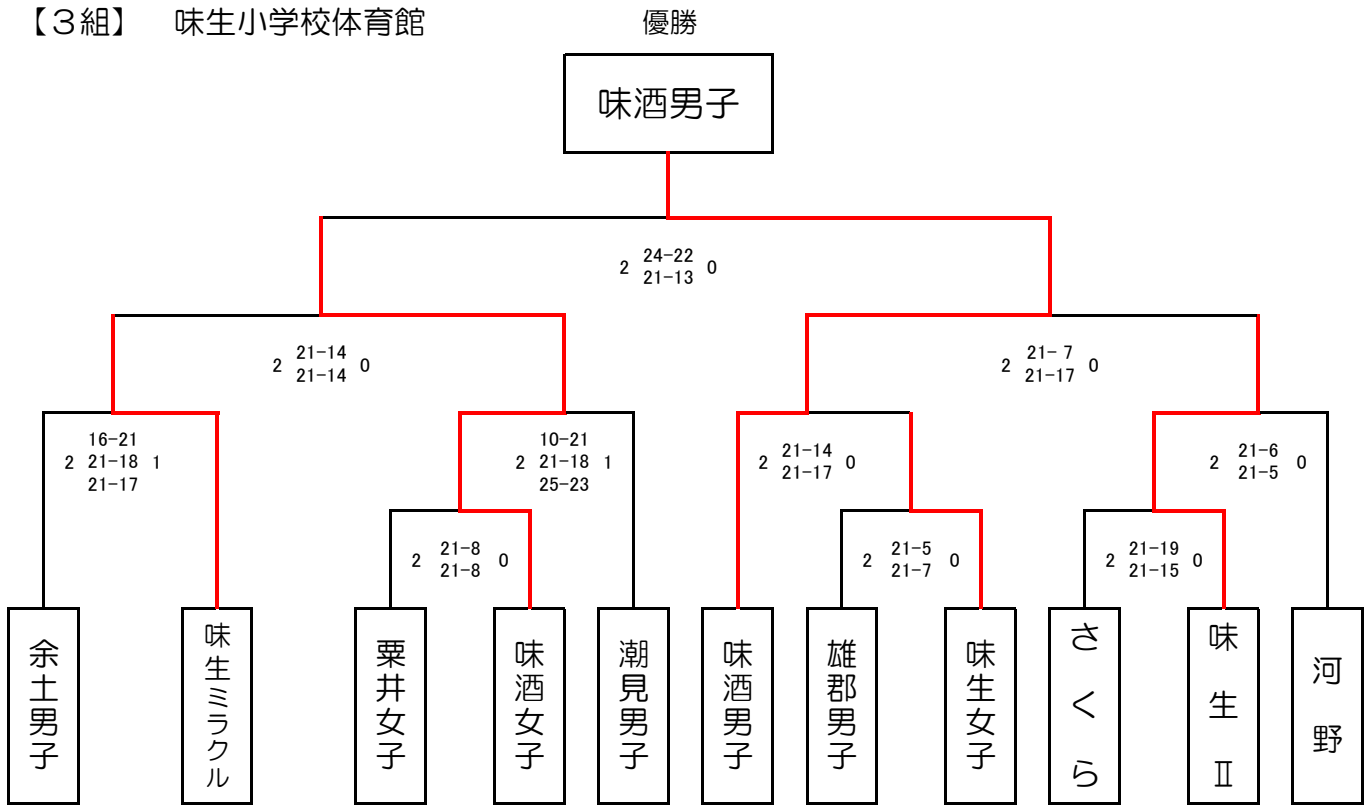 【３組】　味生小学校体育館
優勝
味酒男子
2 24-22 0
21-13
2 21-14 0
21-14
2 21- 7 0
21-17
16-21
2 21-18 1
21-17
10-21
2 21-18 1
25-23
2 21-14 0
21-17
2 21-6 0
21-5
2 21-8 0
21-8
2 21-5 0
21-7
2 21-19 0
21-15
余土男子
味生ミラクル
粟井女子
味酒女子
潮見男子
味酒男子
雄郡男子
味生女子
さくら
味生Ⅱ
河野